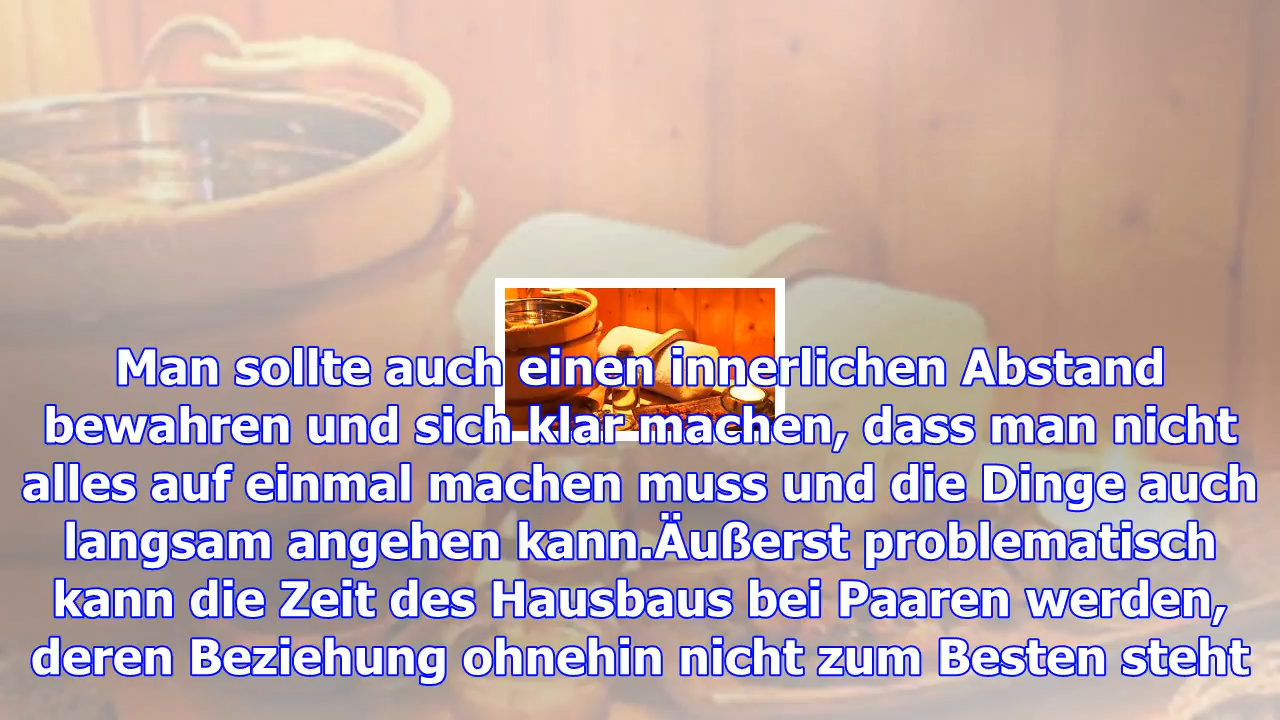 Man sollte auch einen innerlichen Abstand
bewahren und sich klar machen, dass man nicht
alles auf einmal machen muss und die Dinge auch
langsam angehen kann.Äußerst problematisch
kann die Zeit des Hausbaus bei Paaren werden,
deren Beziehung ohnehin nicht zum Besten steht